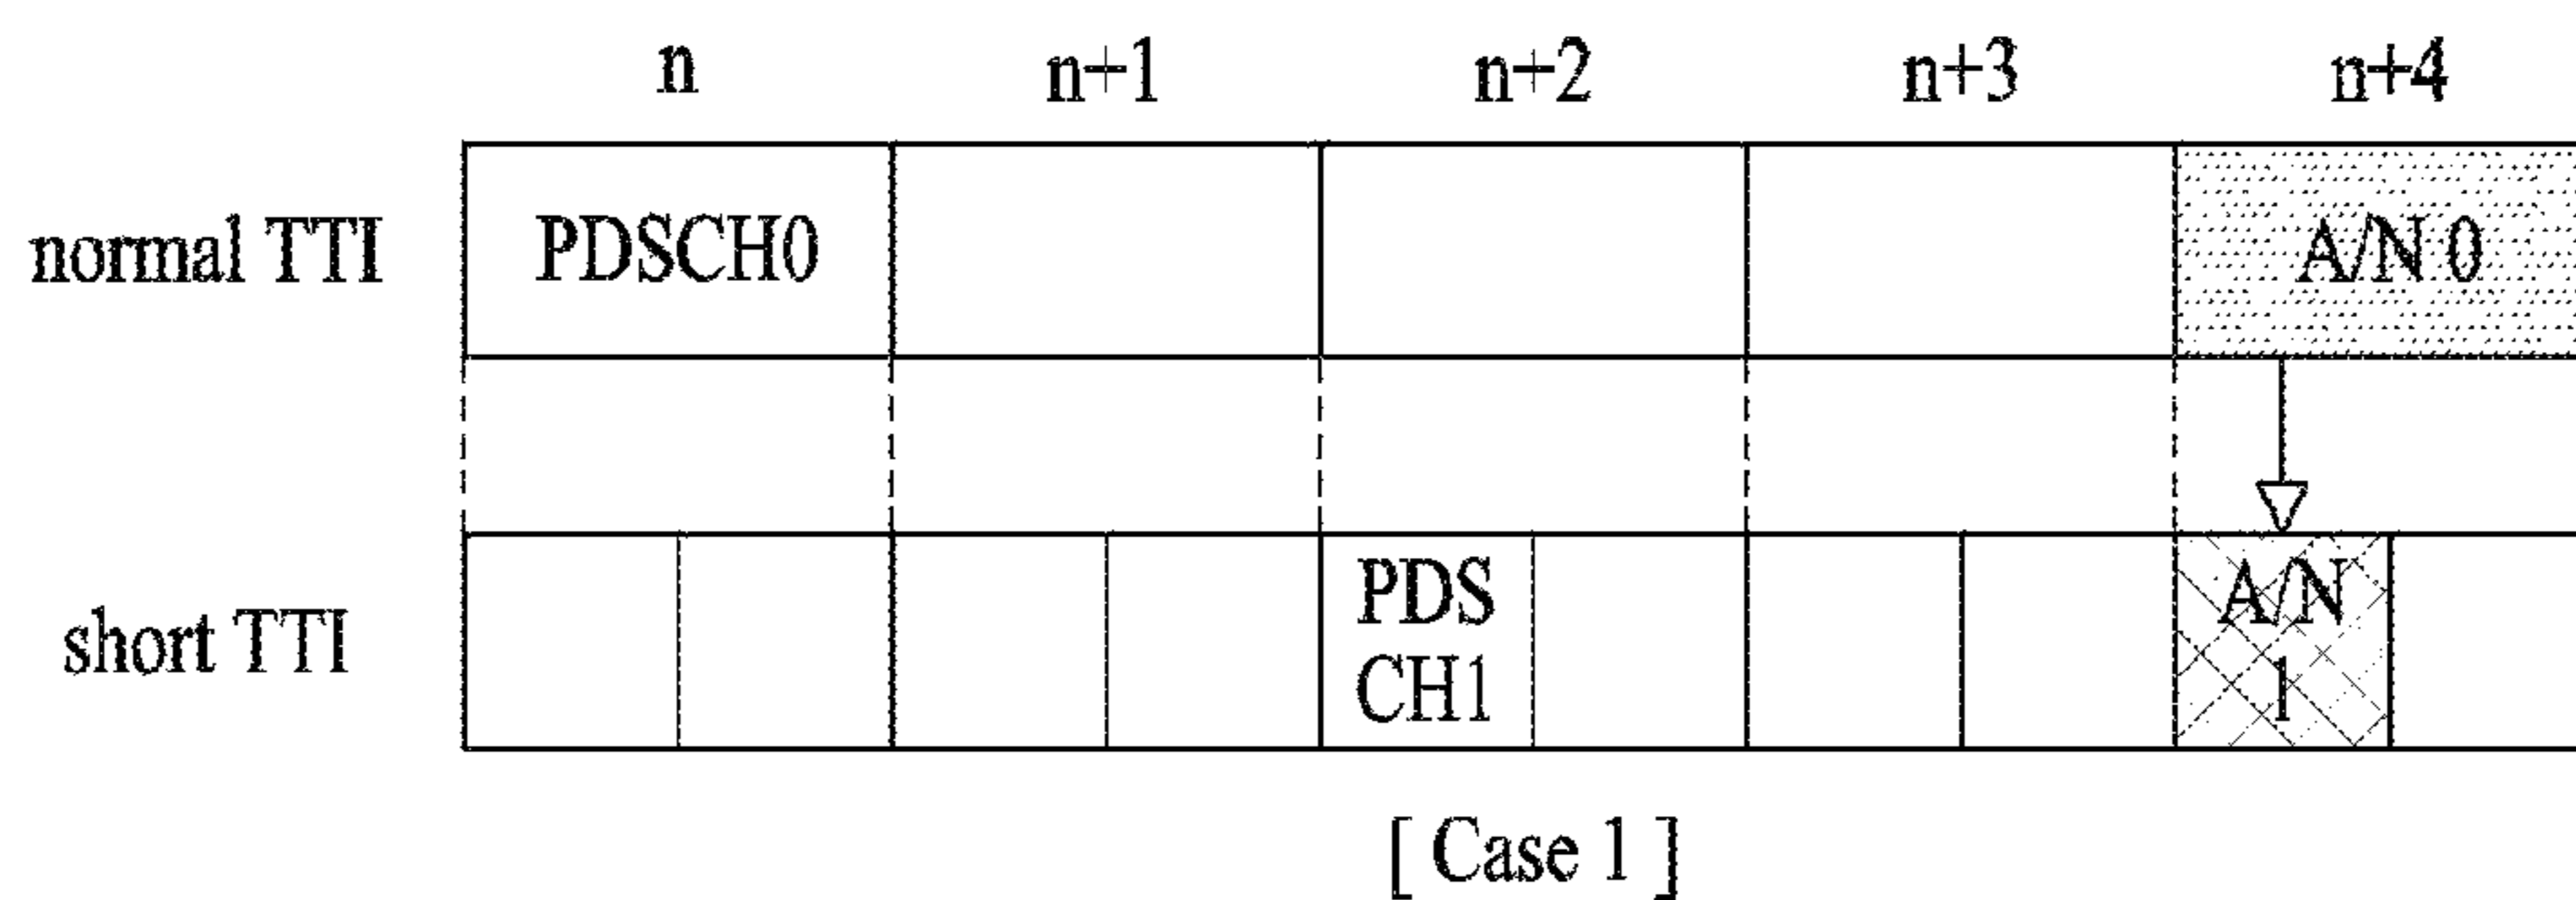 n n+1 n+2 n+3 n+4
normal TTI PDSCH0 A/N 0
short TTI
PDS
CH1
A/N
1
[ Case 1 ]